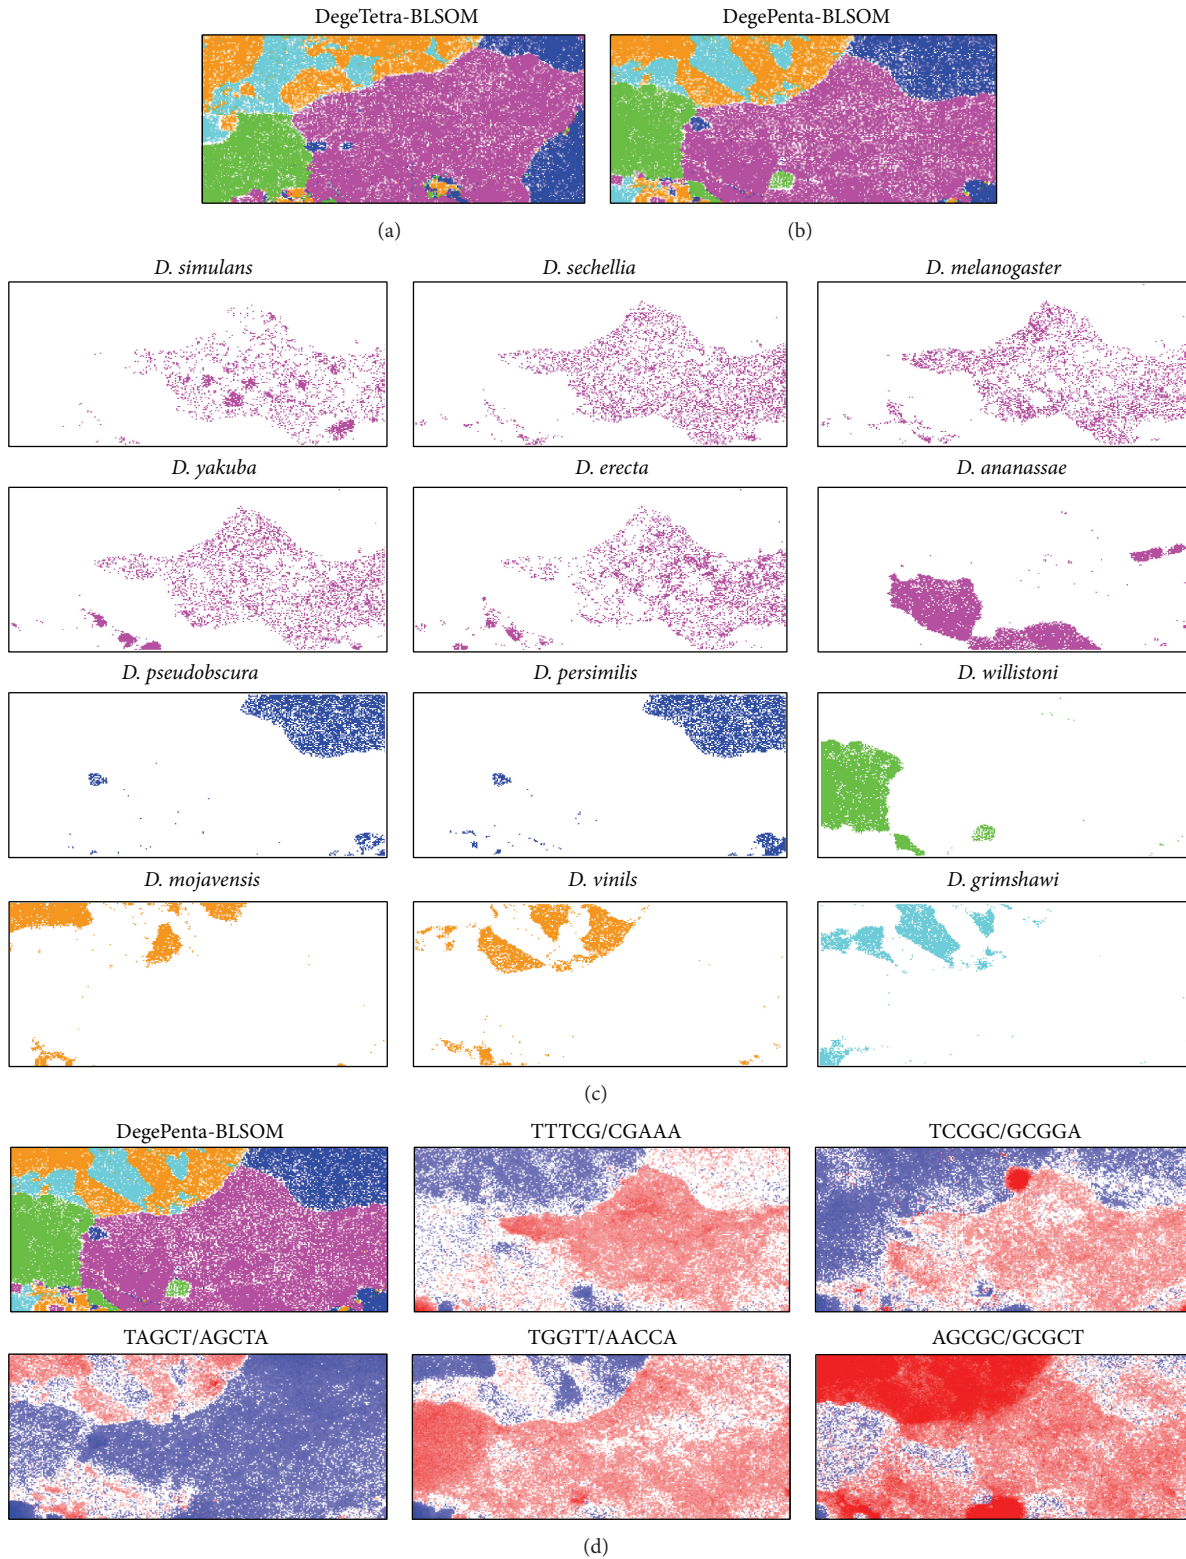 DegeTetra-BLSOM
DegePenta-BLSOM
(a)
(b)
D. simulans
D. sechellia
D. melanogaster
D. yakuba
D. erecta
D. ananassae
D. pseudobscura
D. persimilis
D. willistoni
D. mojavensis
D. vinils
D. grimshawi
(c)
DegePenta-BLSOM
TTTCG/CGAAA
TCCGC/GCGGA
TAGCT/AGCTA
TGGTT/AACCA
AGCGC/GCGCT
(d)